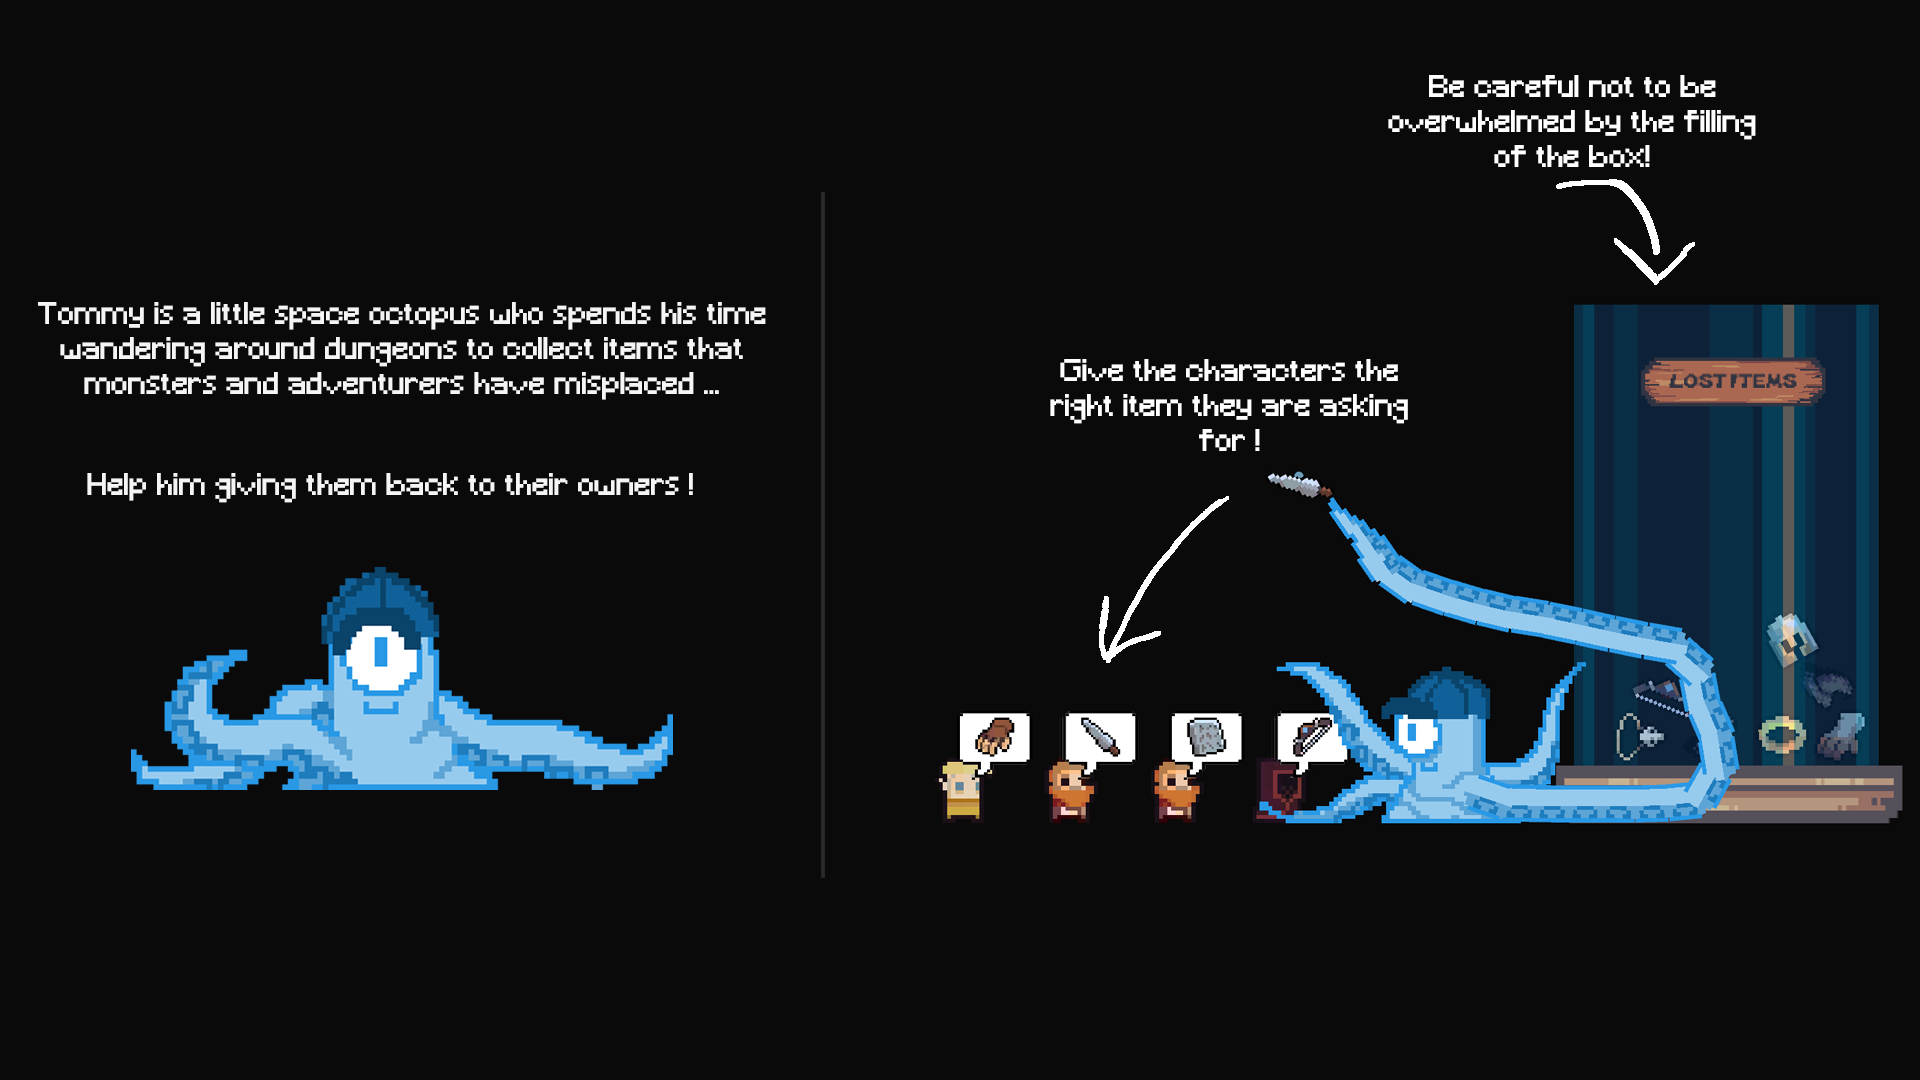 Tommy is a little space octopus who spends his time
wandering around dungeons to collect items that
monsters and adventurers have misplaced ...
Help him giving them back to their owners !
Be careful not to be
overwhelmed by the filling
of the box!
Give the characters the
right item they are asking
for !
LOST ITEMS